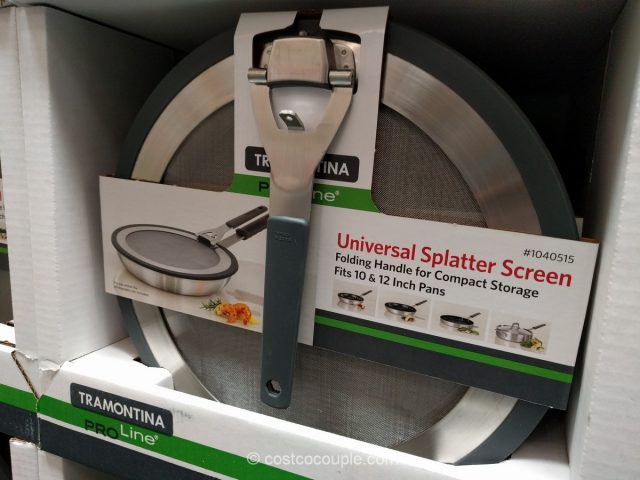 TRAMONTINA
PROLine®
#1040515
Universal Splatter Screen
Folding Handle for Compact Storage
Fits 10 & 12 Inch Pans
TRAMONTINA
PROLine®
© costcocouple.com